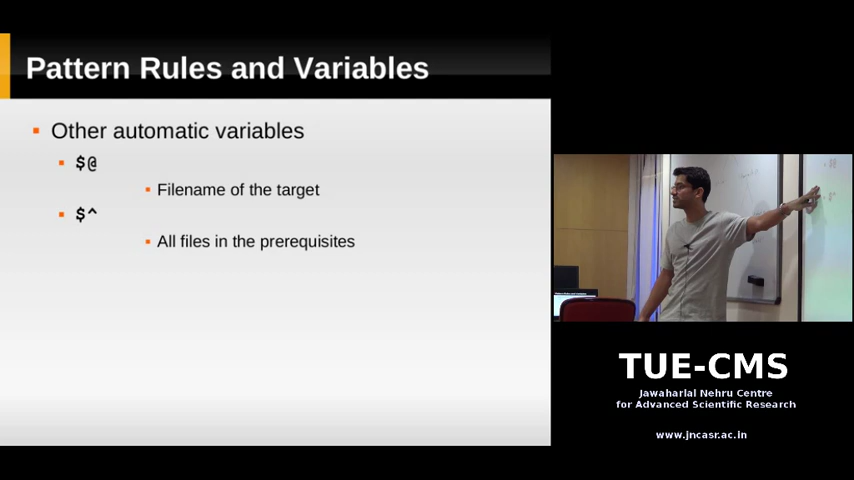 Pattern Rules and Variables
Other automatic variables
$@
Filename of the target
$^
All files in the prerequisites
TUE-CMS
Jawaharlal Nehru Centre
for Advanced Scientific Research
www.jncasr.ac.in